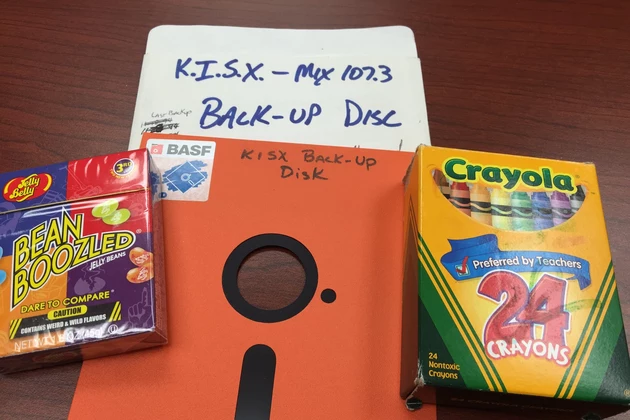 K.I.S.X. – Mix 107.3
BACK-UP DISC
BASF
KISX BACK-UP
DISK
Jelly Belly
BEAN
BOOZLED
JELLY BEANS
DARE TO COMPARE
CAUTION
CONTAINS WEIRD & WILD FLAVORS
Crayola
Preferred by Teachers
24
CRAYONS
24
Nontoxic
Crayons